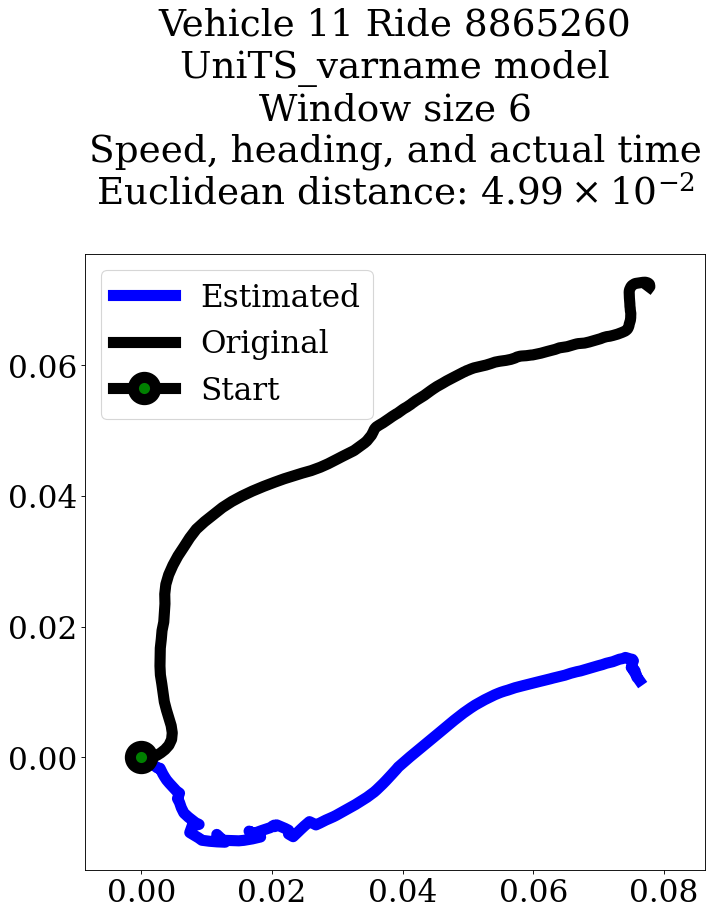 Vehicle 11 Ride 8865260
UniTS_varname model
Window size 6
Speed, heading, and actual time
Euclidean distance: 4.99 × 10⁻²
Estimated
Original
Start
0.06
0.04
0.02
0.00
0.00 0.02 0.04 0.06 0.08